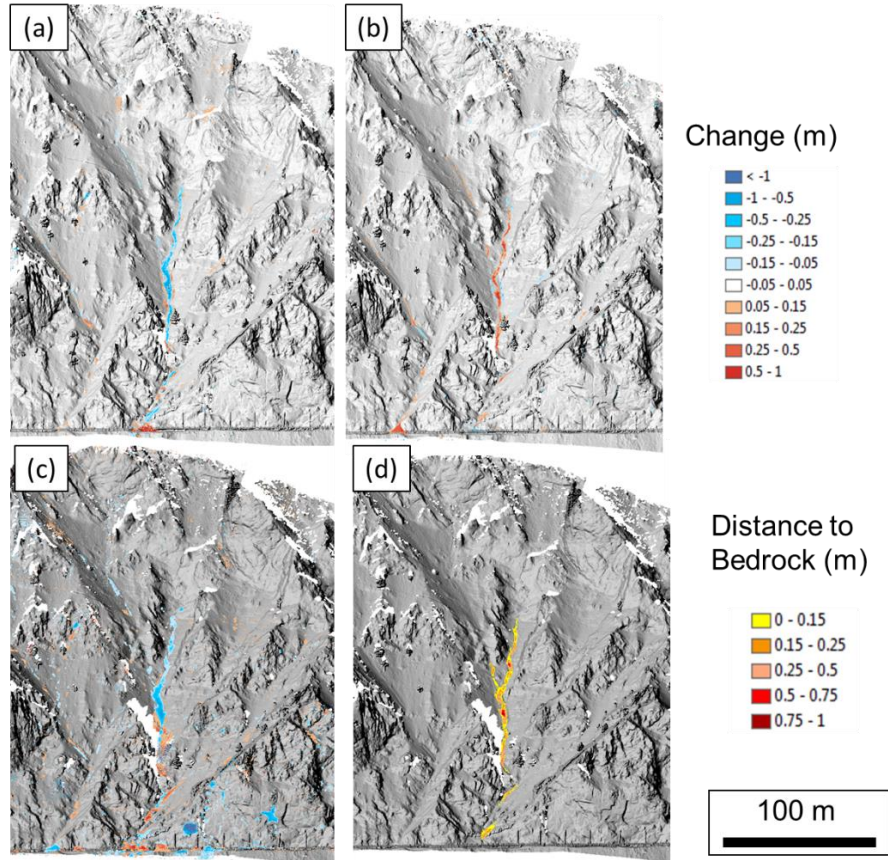 (a)
(b)
Change (m)
< -1
-1 - -0.5
-0.5 - -0.25
-0.25 - -0.15
-0.15 - -0.05
-0.05 - 0.05
0.05 - 0.15
0.15 - 0.25
0.25 - 0.5
0.5 - 1
(c)
(d)
Distance to
Bedrock (m)
0 - 0.15
0.15 - 0.25
0.25 - 0.5
0.5 - 0.75
0.75 - 1
100 m